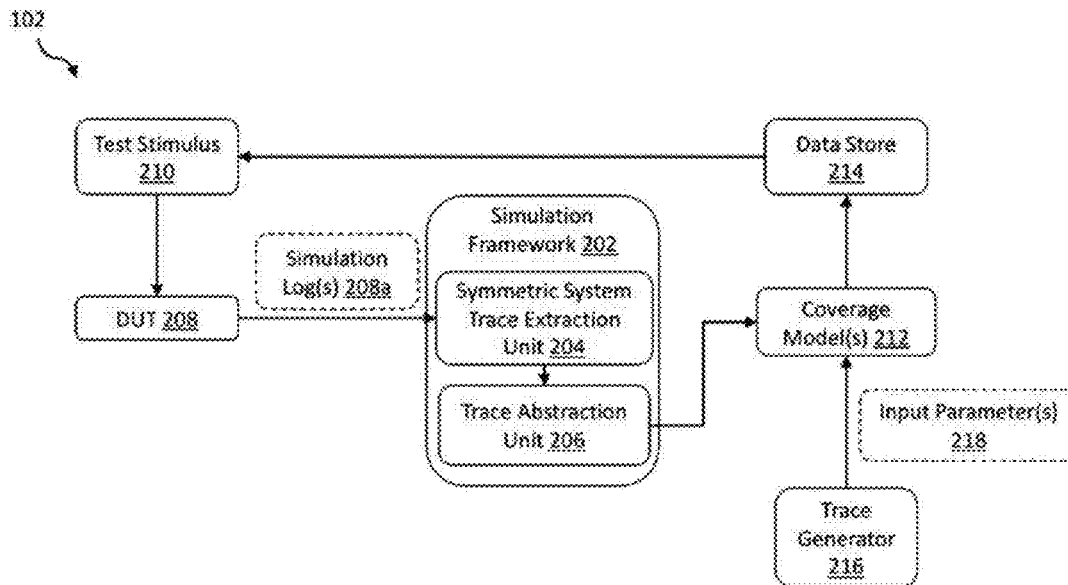 102
Test Stimulus
210
Data Store
214
Simulation
Framework 202
Simulation
Log(s) 208a
Symmetric System
Trace Extraction
Unit 204
DUT 208
Coverage
Model(s) 212
Trace Abstraction
Unit 206
Input Parameter(s)
218
Trace
Generator
216